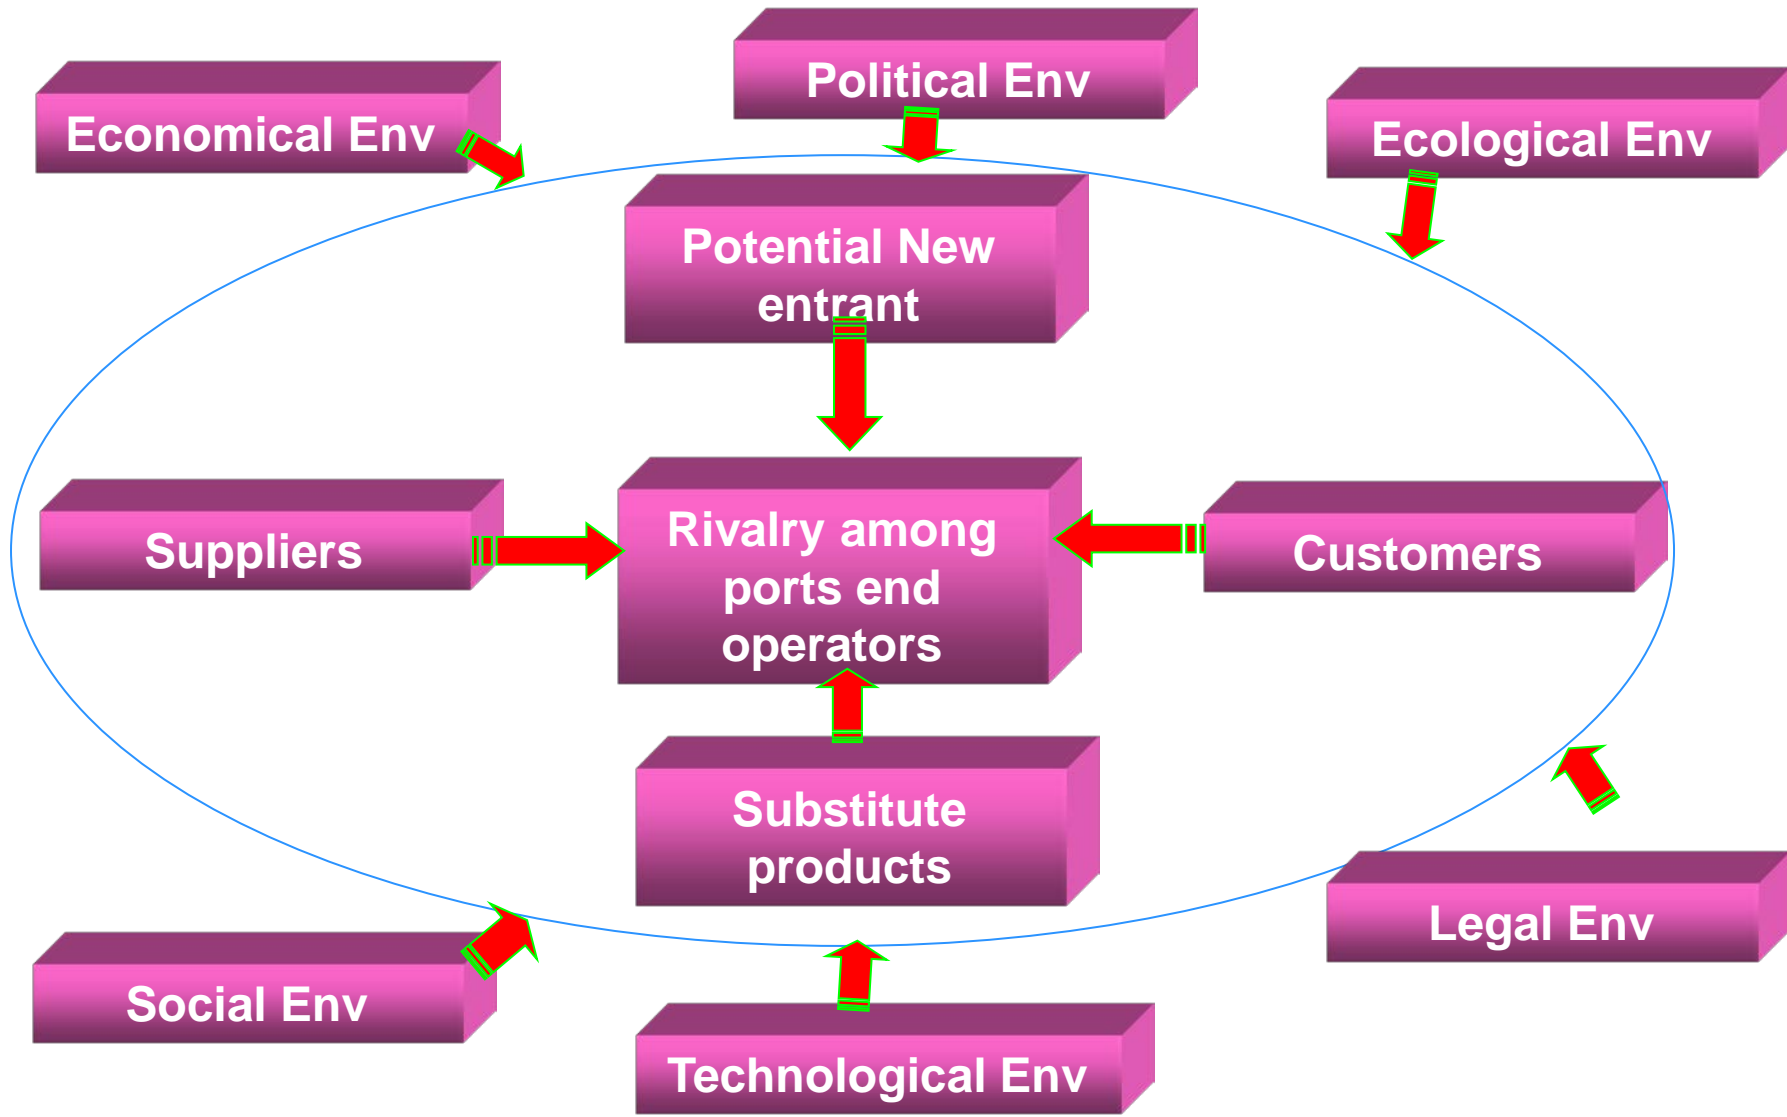 Political Env
Economical Env
Ecological Env
Potential New
entrant
Suppliers
Rivalry among
ports end
operators
Customers
Substitute
products
Legal Env
Social Env
Technological Env